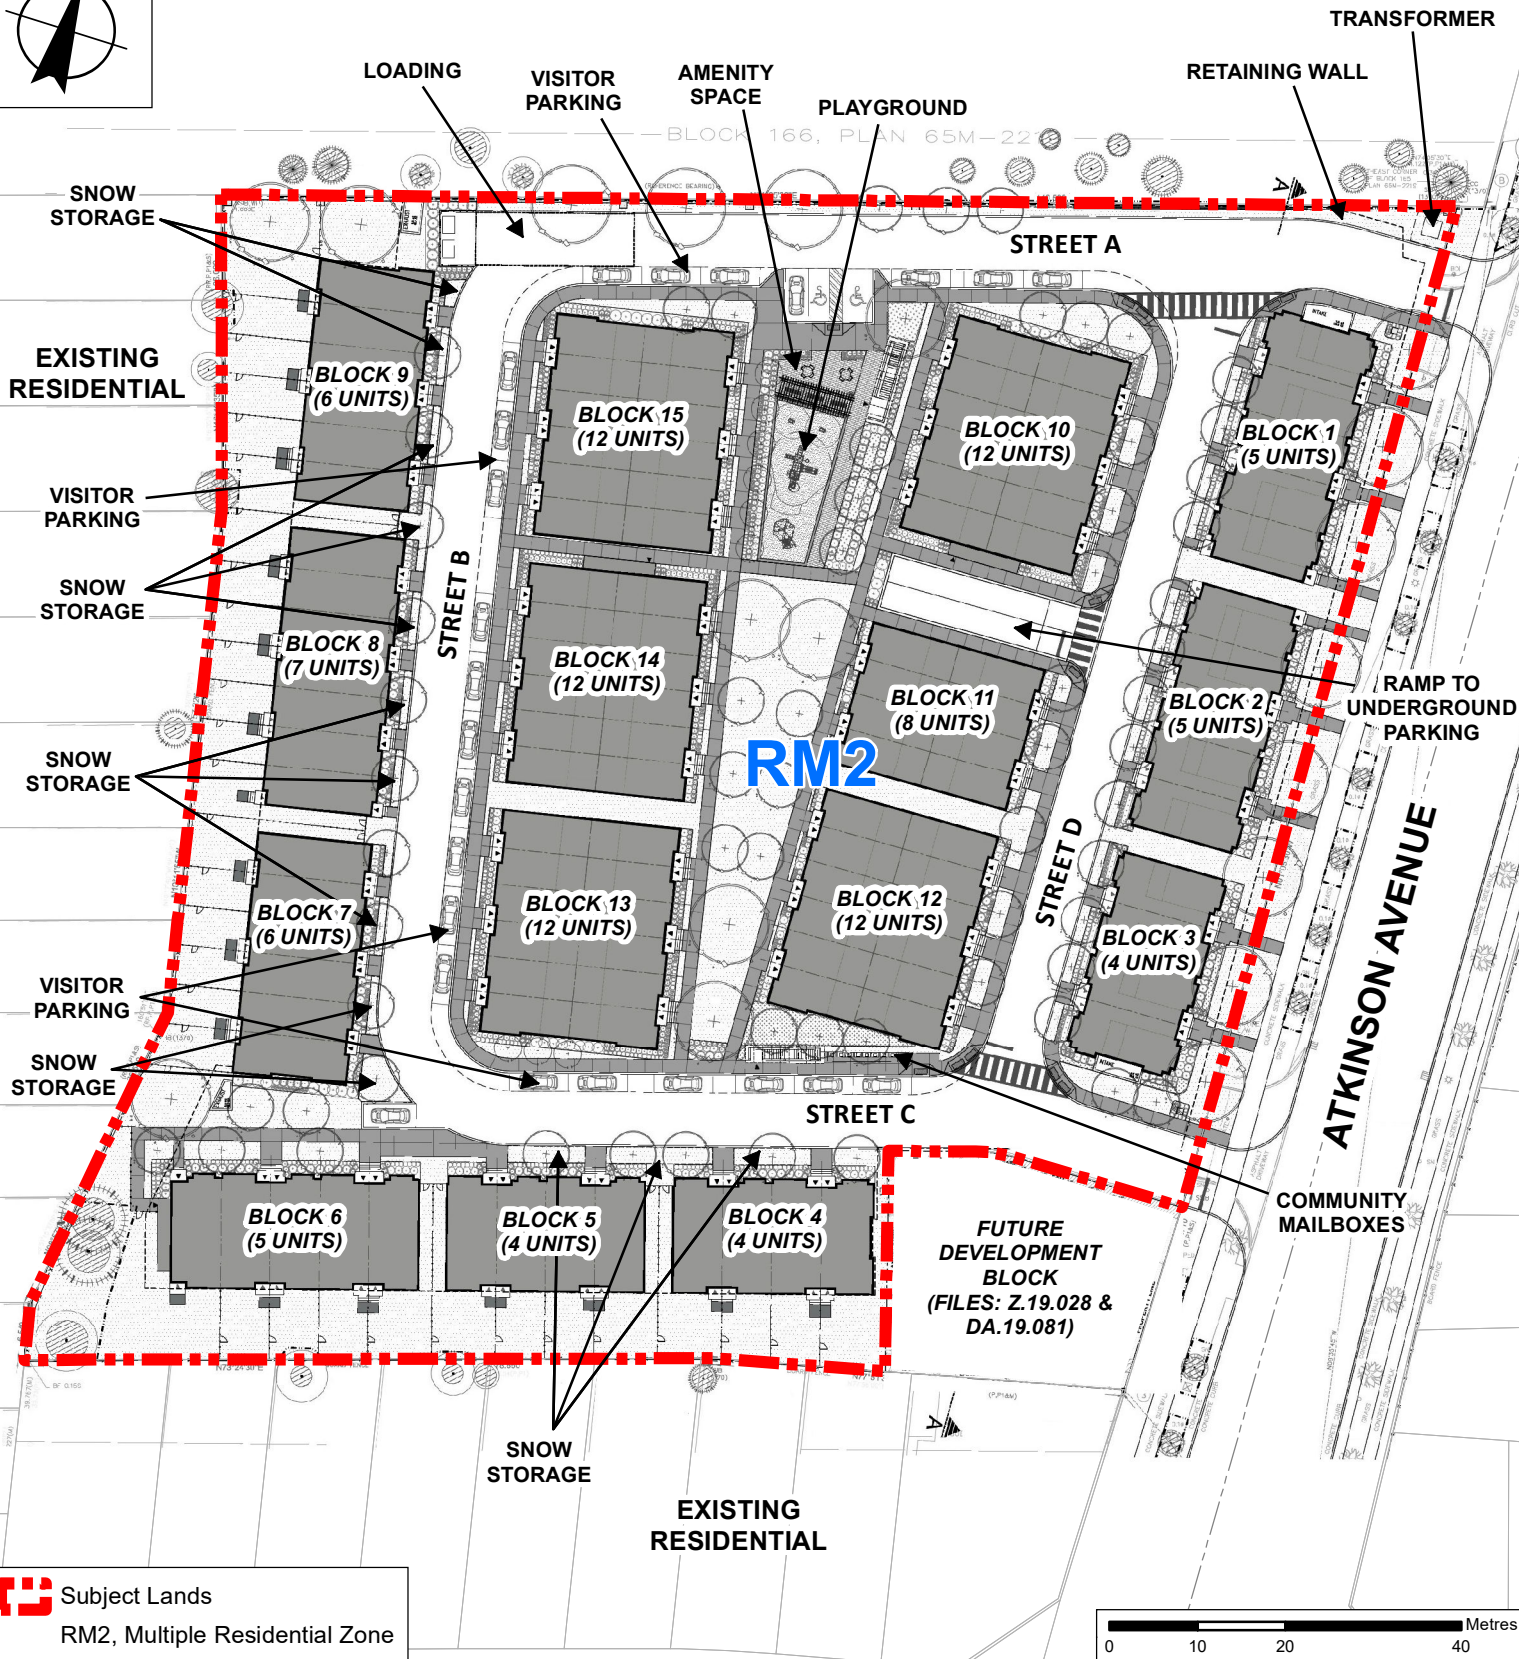 TRANSFORMER
LOADING
VISITOR
PARKING
AMENITY
SPACE
PLAYGROUND
RETAINING WALL
BLOCK 166, PLAN 65M-22
SNOW
STORAGE
STREET A
A
EXISTING
RESIDENTIAL
BLOCK 9
(6 UNITS)
BLOCK 15
(12 UNITS)
BLOCK 10
(12 UNITS)
BLOCK 1
(5 UNITS)
VISITOR
PARKING
SNOW
STORAGE
STREET B
BLOCK 8
(7 UNITS)
BLOCK 14
(12 UNITS)
BLOCK 11
(8 UNITS)
BLOCK 2
(5 UNITS)
RAMP TO
UNDERGROUND
PARKING
RM2
SNOW
STORAGE
STREET D
ATKINSON AVENUE
BLOCK 7
(6 UNITS)
BLOCK 13
(12 UNITS)
BLOCK 12
(12 UNITS)
BLOCK 3
(4 UNITS)
VISITOR
PARKING
SNOW
STORAGE
STREET C
COMMUNITY
MAILBOXES
BLOCK 6
(5 UNITS)
BLOCK 5
(4 UNITS)
BLOCK 4
(4 UNITS)
FUTURE
DEVELOPMENT
BLOCK
(FILES: Z.19.028 &
DA.19.081)
A
SNOW
STORAGE
EXISTING
RESIDENTIAL
Subject Lands
RM2, Multiple Residential Zone
Metres
0 10 20 40